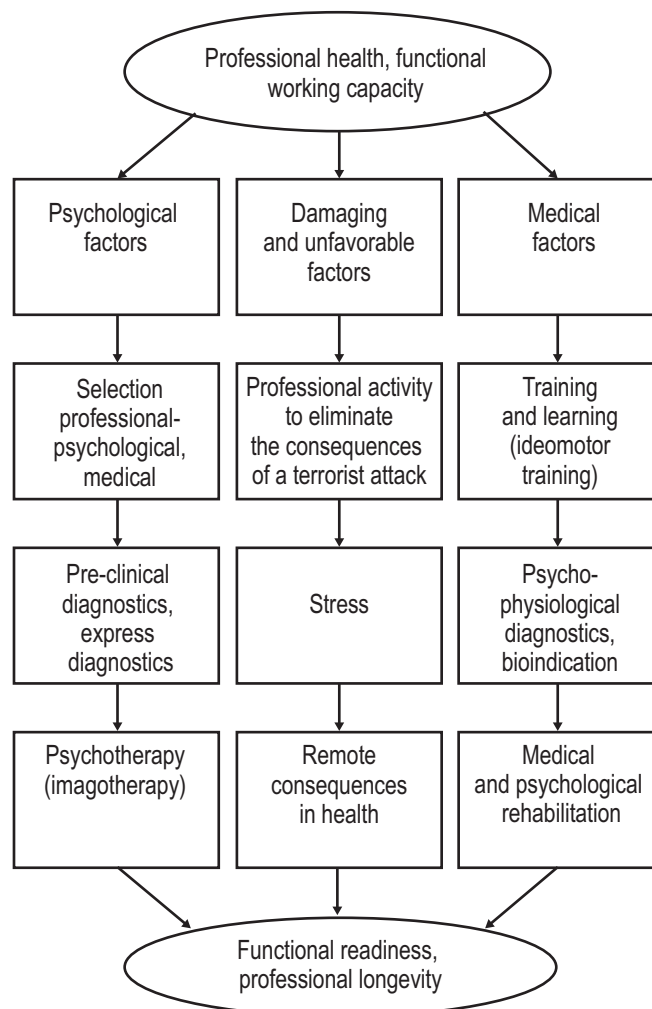 Professional health, functional
working capacity
Psychological
factors
Damaging
and unfavorable
factors
Medical
factors
Selection
professional-
psychological,
medical
Professional activity
to eliminate
the consequences
of a terrorist attack
Training
and learning
(ideomotor
training)
Pre-clinical
diagnostics,
express
diagnostics
Stress
Psycho-
physiological
diagnostics,
bioindication
Psychotherapy
(imagotherapy)
Remote
consequences
in health
Medical
and psychological
rehabilitation
Functional readiness,
professional longevity